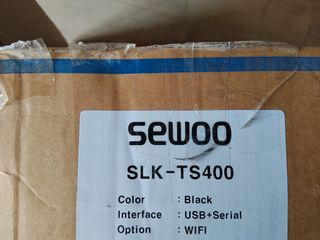 sewoo
SLK-TS400
Color : Black
Interface : USB+Serial
Option : WIFI